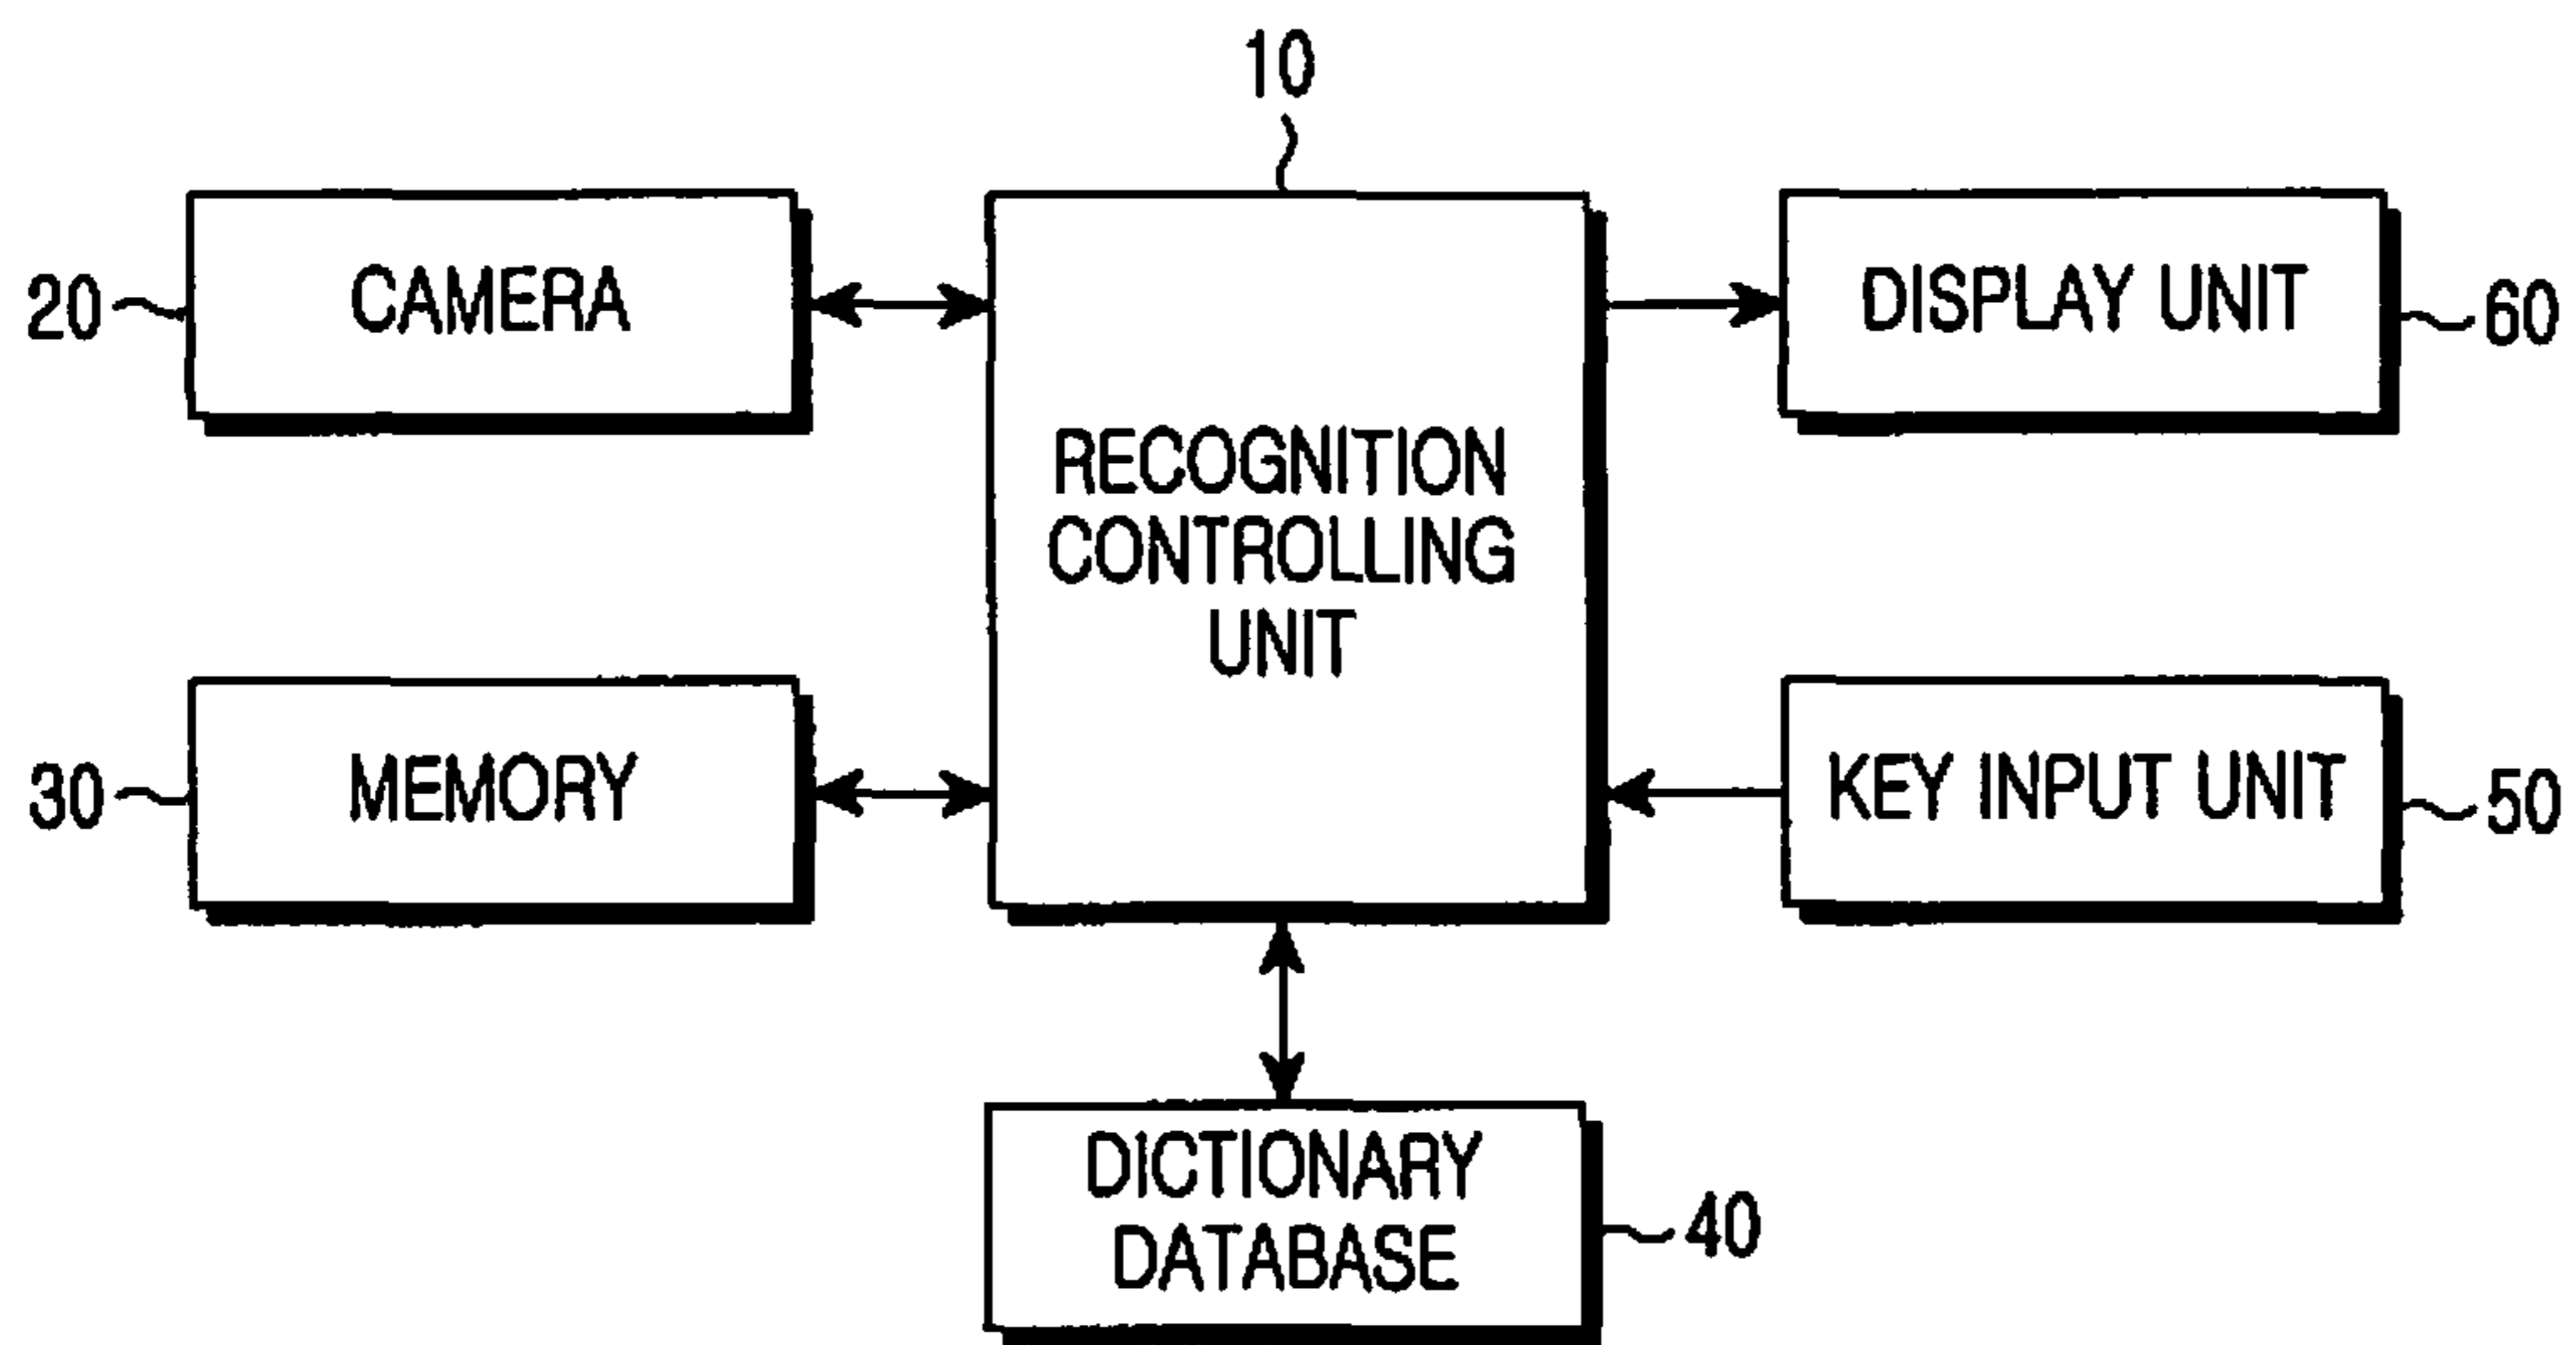 10
20
CAMERA
DISPLAY UNIT
60
RECOGNITION
CONTROLLING
UNIT
30
MEMORY
KEY INPUT UNIT
50
DICTIONARY
DATABASE
40